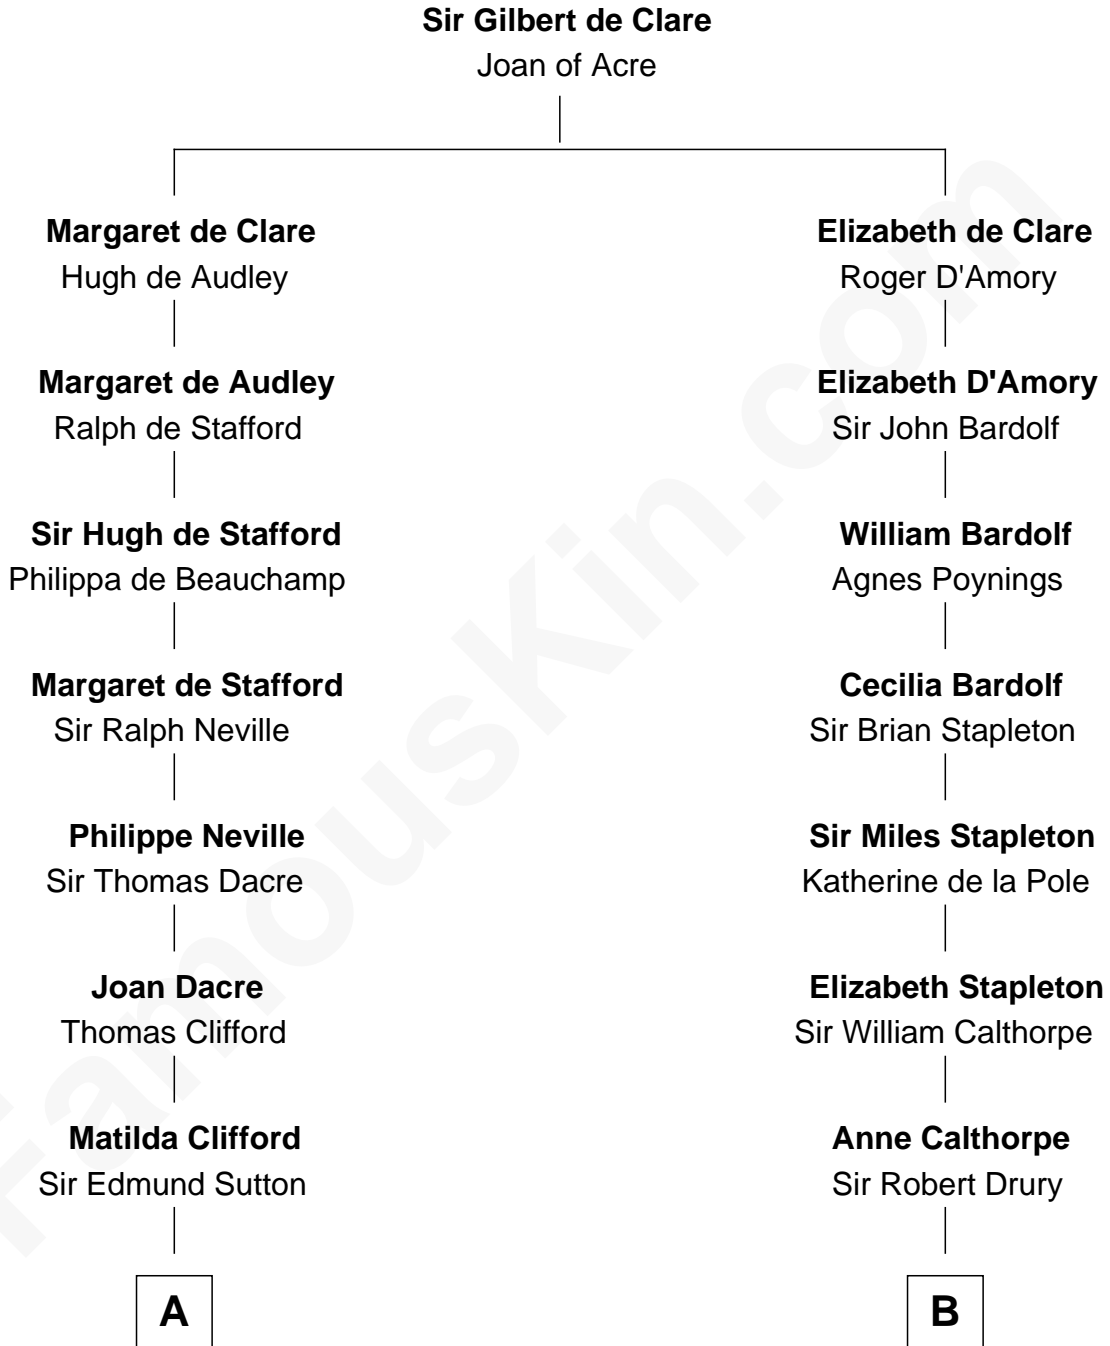 Sir Gilbert de Clare
Joan of Acre
Margaret de Clare
Hugh de Audley
Elizabeth de Clare
Roger D'Amory
Margaret de Audley
Ralph de Stafford
Elizabeth D'Amory
Sir John Bardolf
Sir Hugh de Stafford
Philippa de Beauchamp
William Bardolf
Agnes Poynings
Margaret de Stafford
Sir Ralph Neville
Cecilia Bardolf
Sir Brian Stapleton
Philippe Neville
Sir Thomas Dacre
Sir Miles Stapleton
Katherine de la Pole
Joan Dacre
Thomas Clifford
Elizabeth Stapleton
Sir William Calthorpe
Matilda Clifford
Sir Edmund Sutton
Anne Calthorpe
Sir Robert Drury
A
B
FamousKin.com